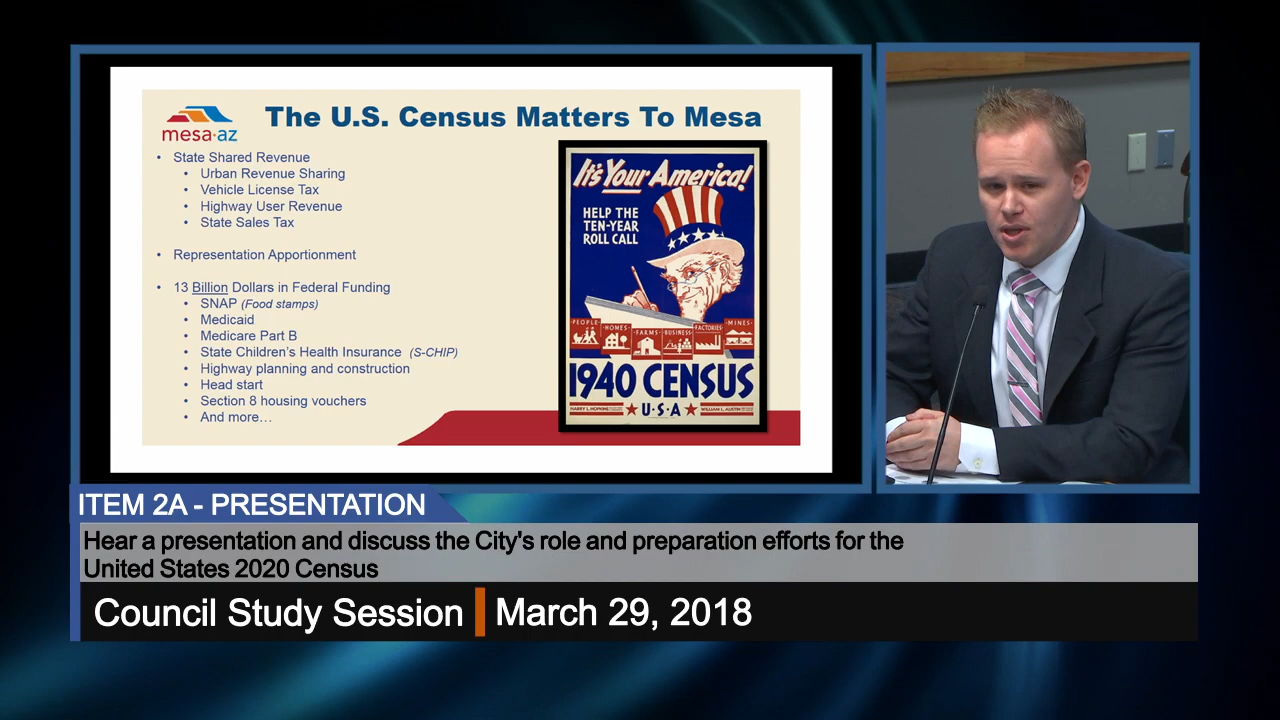 mesa·az
The U.S. Census Matters To Mesa
• State Shared Revenue
• Urban Revenue Sharing
• Vehicle License Tax
• Highway User Revenue
• State Sales Tax
• Representation Apportionment
• 13 Billion Dollars in Federal Funding
• SNAP (Food stamps)
• Medicaid
• Medicare Part B
• State Children's Health Insurance (S-CHIP)
• Highway planning and construction
• Head start
• Section 8 housing vouchers
• And more…
It's Your America!
HELP THE
TEN-YEAR
ROLL CALL
PEOPLE HOMES FARMS BUSINESS FACTORIES MINES
1940 CENSUS
HARRY L. HOPKINS ★ U·S·A ★ WILLIAM L. AUSTIN
ITEM 2A - PRESENTATION
Hear a presentation and discuss the City's role and preparation efforts for the
United States 2020 Census
Council Study Session
March 29, 2018